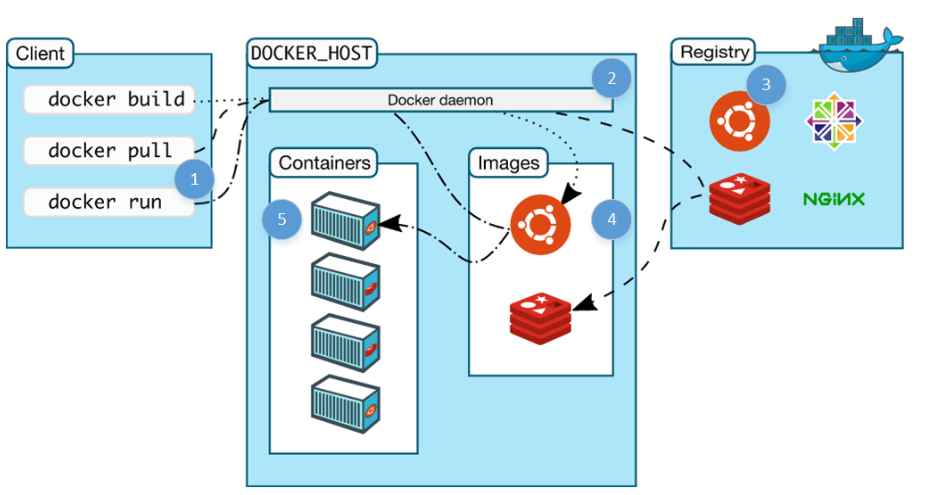 Client
docker build
docker pull
docker run
1
DOCKER_HOST
Docker daemon
2
Containers
5
Images
4
Registry
3
NGINX